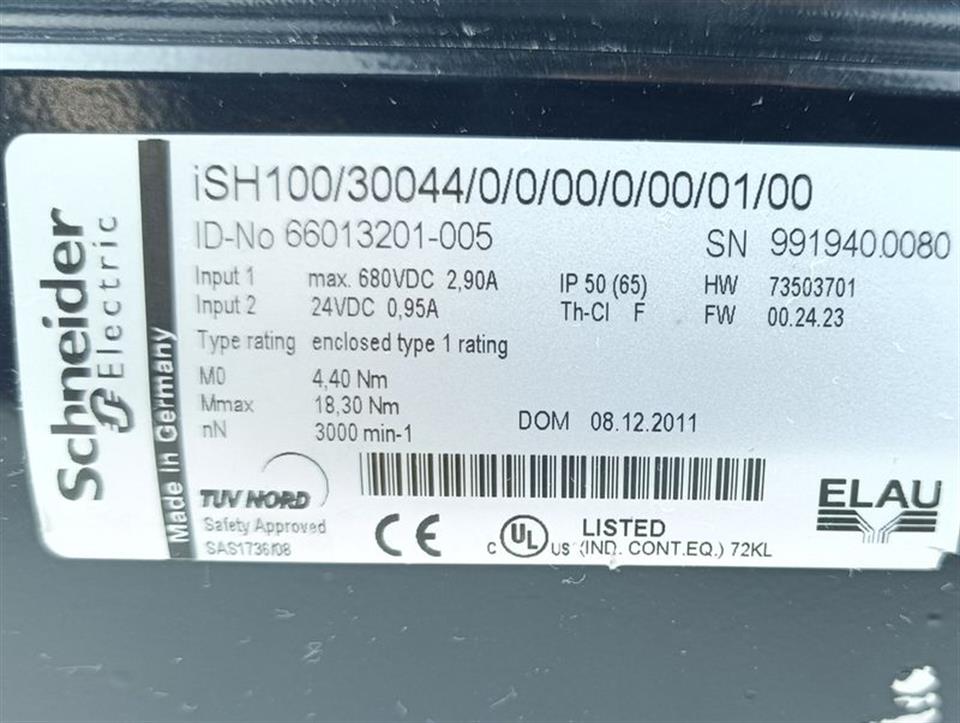 Schneider
Electric
Made in Germany
iSH100/30044/0/0/00/0/00/01/00
ID-No 66013201-005
SN 991940.0080
Input 1 max. 680VDC 2,90A IP 50 (65) HW 73503701
Input 2 24VDC 0,95A Th-Cl F FW 00.24.23
Type rating enclosed type 1 rating
M0 4,40 Nm
Mmax 18,30 Nm
nN 3000 min-1
DOM 08.12.2011
TUV NORD
Safety Approved
SAS1736/08
CE
C UL US LISTED
(IND. CONT.EQ.) 72KL
ELAU